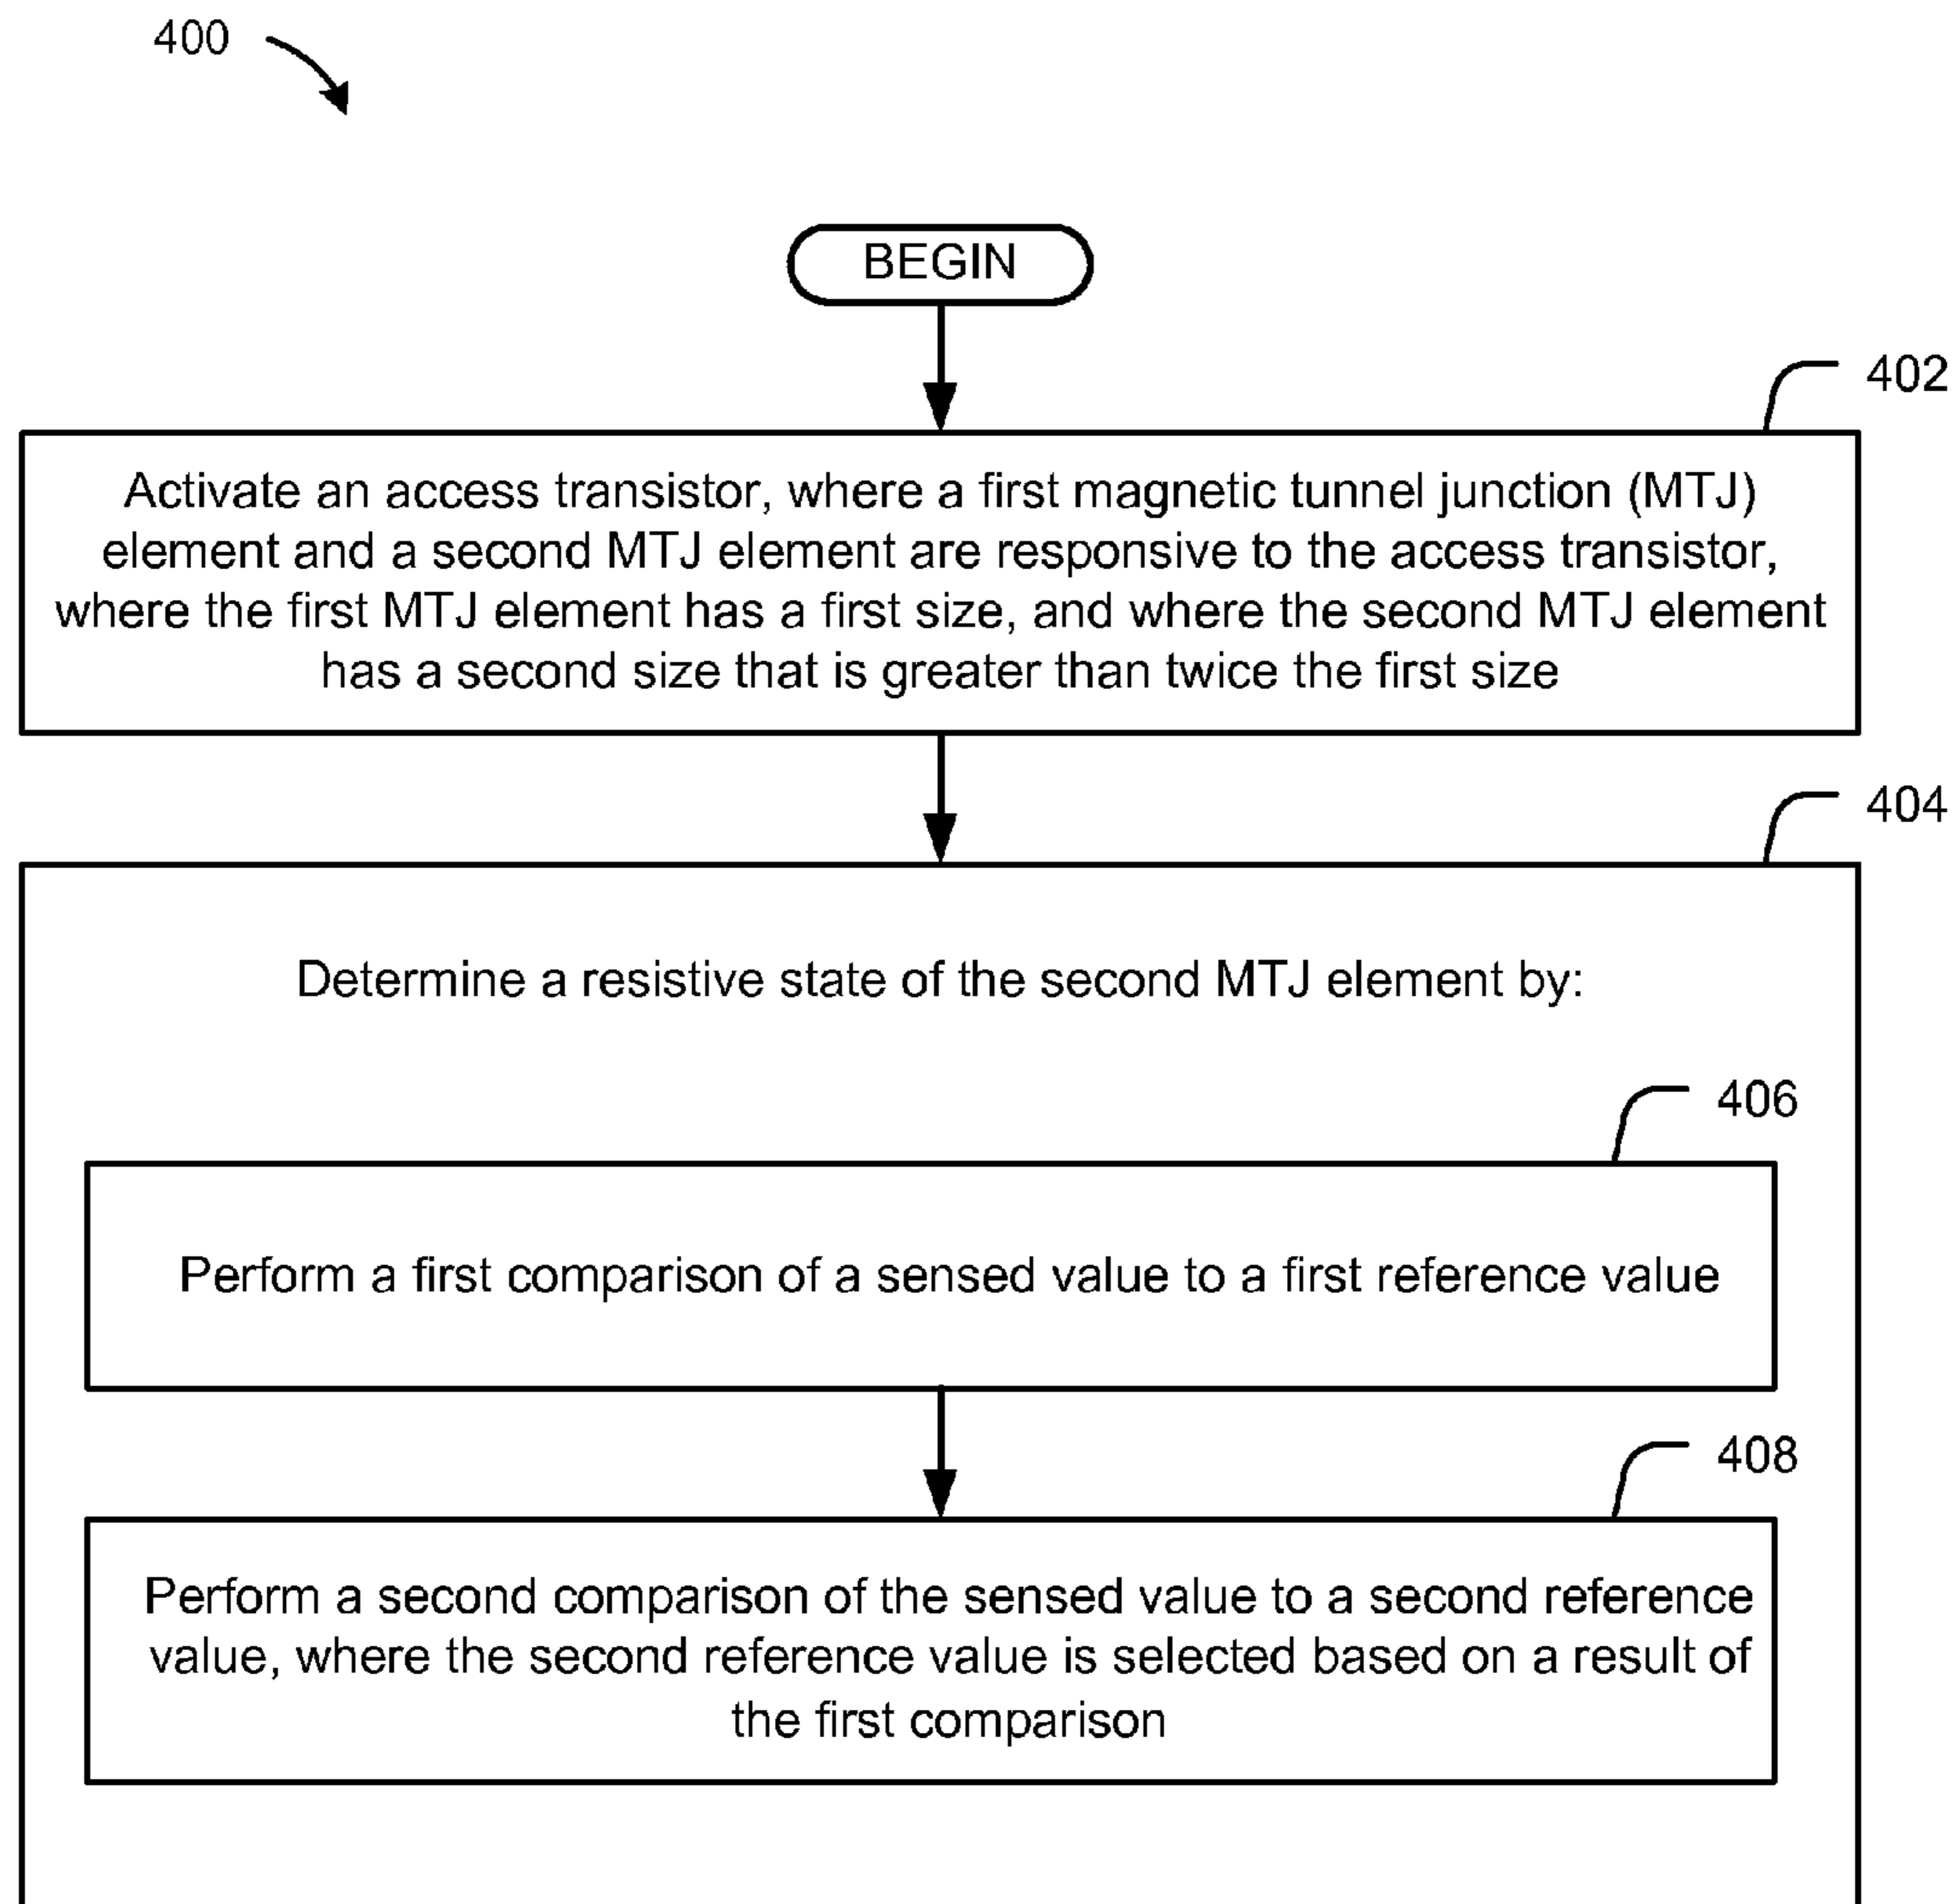 400
BEGIN
402
Activate an access transistor, where a first magnetic tunnel junction (MTJ)
element and a second MTJ element are responsive to the access transistor,
where the first MTJ element has a first size, and where the second MTJ element
has a second size that is greater than twice the first size
404
Determine a resistive state of the second MTJ element by:
406
Perform a first comparison of a sensed value to a first reference value
408
Perform a second comparison of the sensed value to a second reference
value, where the second reference value is selected based on a result of
the first comparison